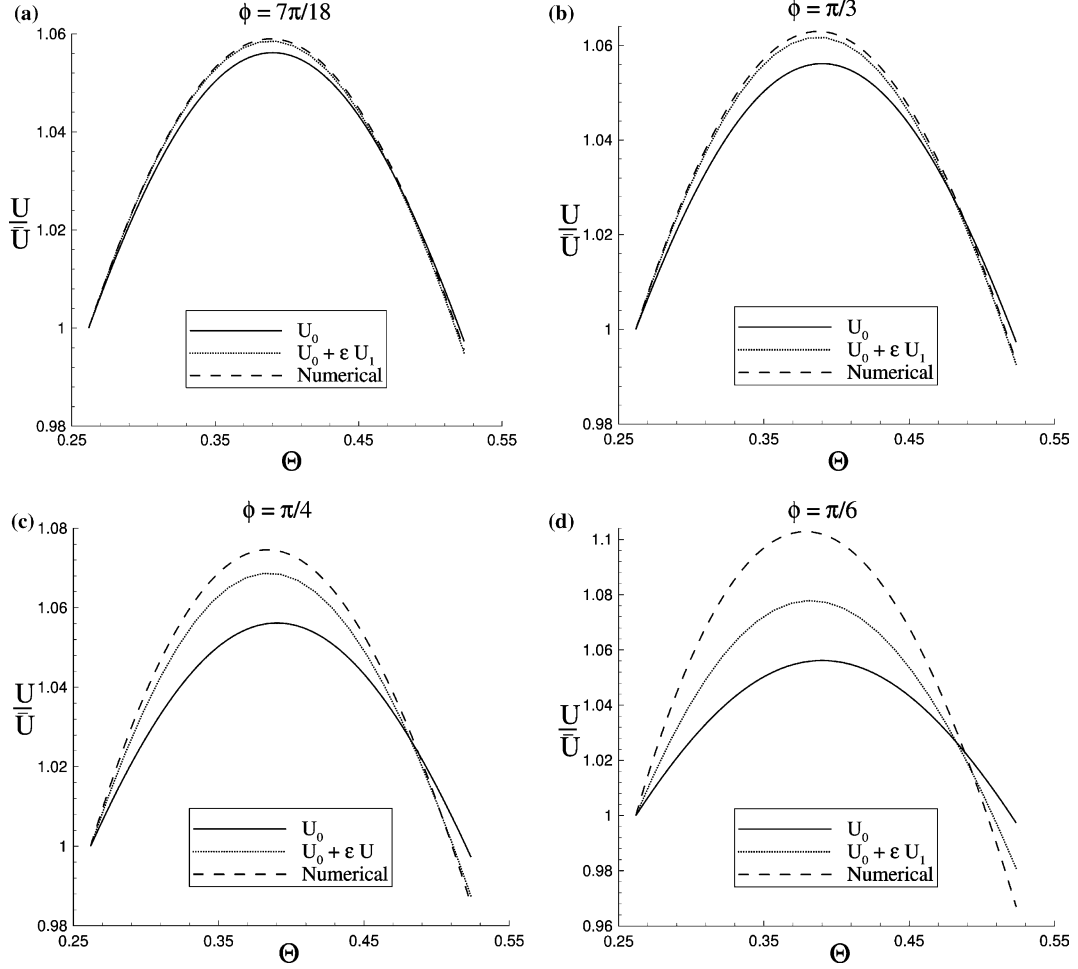 (a)
ϕ = 7π/18
1.06
1.04
1.02
1
0.98
U
Ū
U₀
U₀ + ε U₁
Numerical
0.25 0.35 0.45 0.55
Θ
(b)
ϕ = π/3
1.06
1.04
1.02
1
0.98
U
Ū
U₀
U₀ + ε U₁
Numerical
0.25 0.35 0.45 0.55
Θ
(c)
ϕ = π/4
1.08
1.06
1.04
1.02
1
0.98
U
Ū
U₀
U₀ + ε U
Numerical
0.25 0.35 0.45 0.55
Θ
(d)
ϕ = π/6
1.1
1.08
1.06
1.04
1.02
1
0.98
0.96
U
Ū
U₀
U₀ + ε U₁
Numerical
0.25 0.35 0.45 0.55
Θ